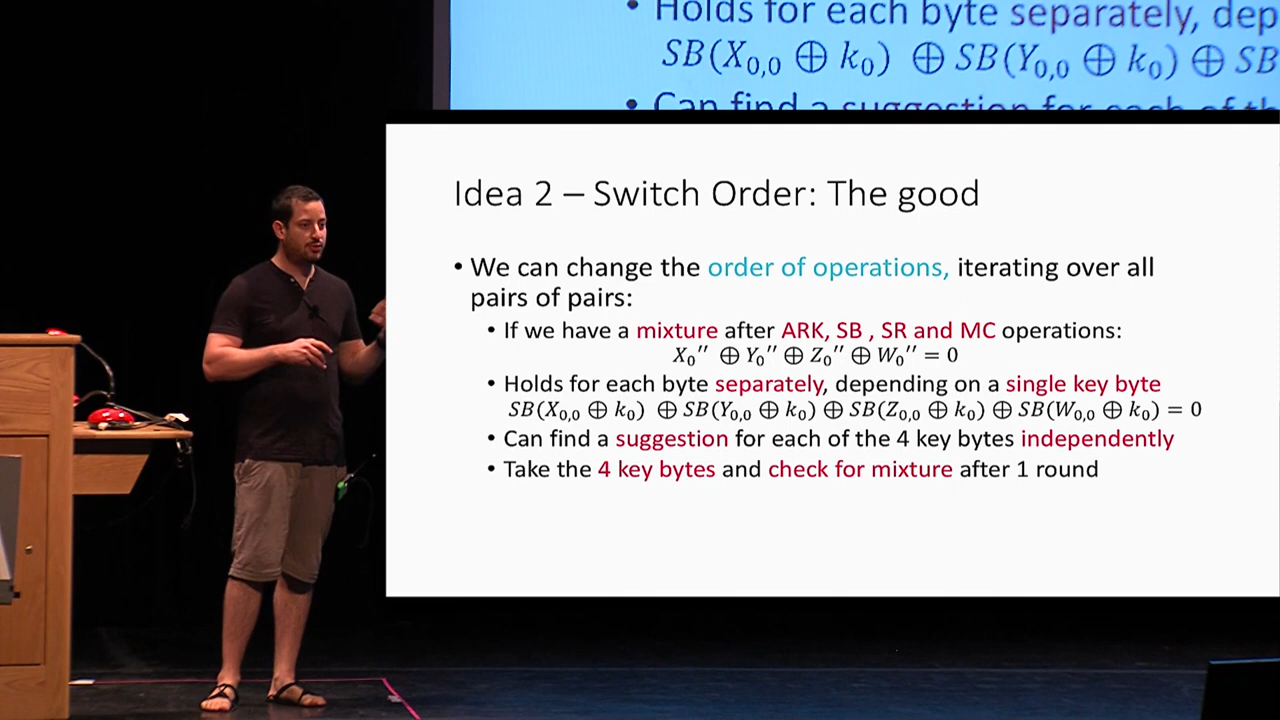 • Holds for each byte separately,
SB(X₀,₀ ⊕ k₀) ⊕ SB(Y₀,₀ ⊕ k₀) ⊕ SB
• Can find a suggestion for each of
Idea 2 – Switch Order: The good
• We can change the order of operations, iterating over all
pairs of pairs:
• If we have a mixture after ARK, SB , SR and MC operations:
X₀′′ ⊕ Y₀′′ ⊕ Z₀′′ ⊕ W₀′′ = 0
• Holds for each byte separately, depending on a single key byte
SB(X₀,₀ ⊕ k₀) ⊕ SB(Y₀,₀ ⊕ k₀) ⊕ SB(Z₀,₀ ⊕ k₀) ⊕ SB(W₀,₀ ⊕ k₀) = 0
• Can find a suggestion for each of the 4 key bytes independently
• Take the 4 key bytes and check for mixture after 1 round